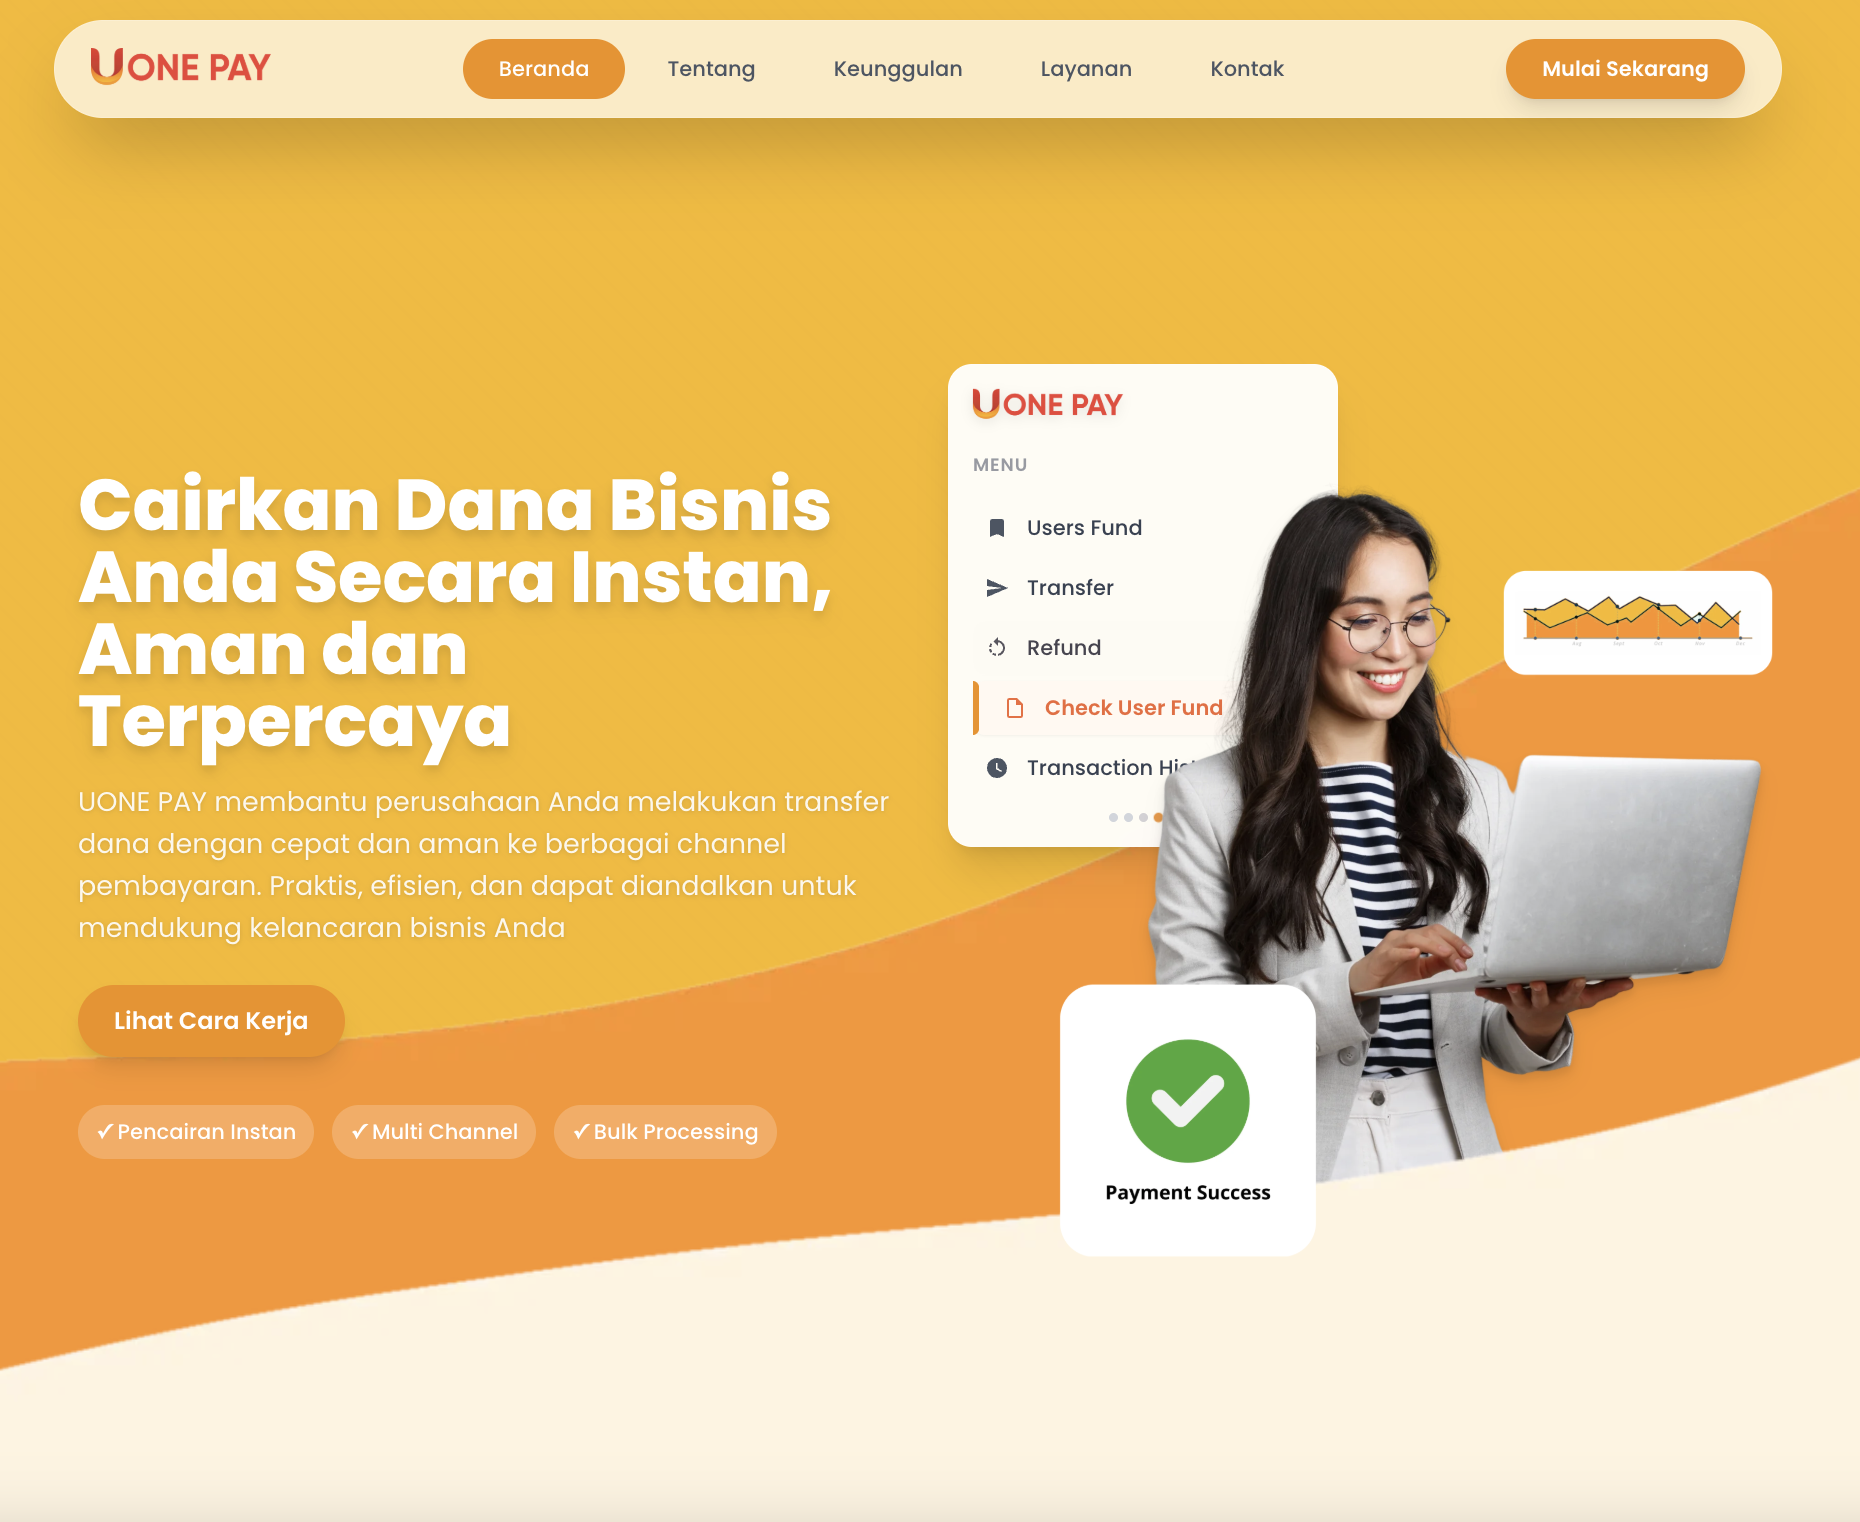 UONE PAY
Beranda
Tentang
Keunggulan
Layanan
Kontak
Mulai Sekarang
Cairkan Dana Bisnis
Anda Secara Instan,
Aman dan
Terpercaya
UONE PAY membantu perusahaan Anda melakukan transfer
dana dengan cepat dan aman ke berbagai channel
pembayaran. Praktis, efisien, dan dapat diandalkan untuk
mendukung kelancaran bisnis Anda
Lihat Cara Kerja
✓ Pencairan Instan
✓ Multi Channel
✓ Bulk Processing
UONE PAY
MENU
Users Fund
Transfer
Refund
Check User Fund
Transaction
Payment Success